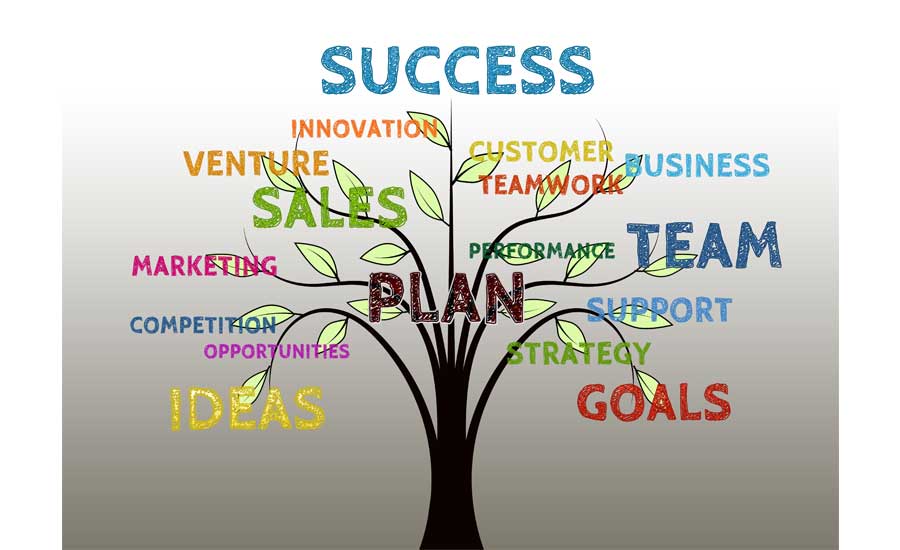 SUCCESS
INNOVATION
CUSTOMER
VENTURE
BUSINESS
TEAMWORK
SALES
TEAM
PERFORMANCE
MARKETING
PLAN
SUPPORT
COMPETITION
OPPORTUNITIES
STRATEGY
IDEAS
GOALS